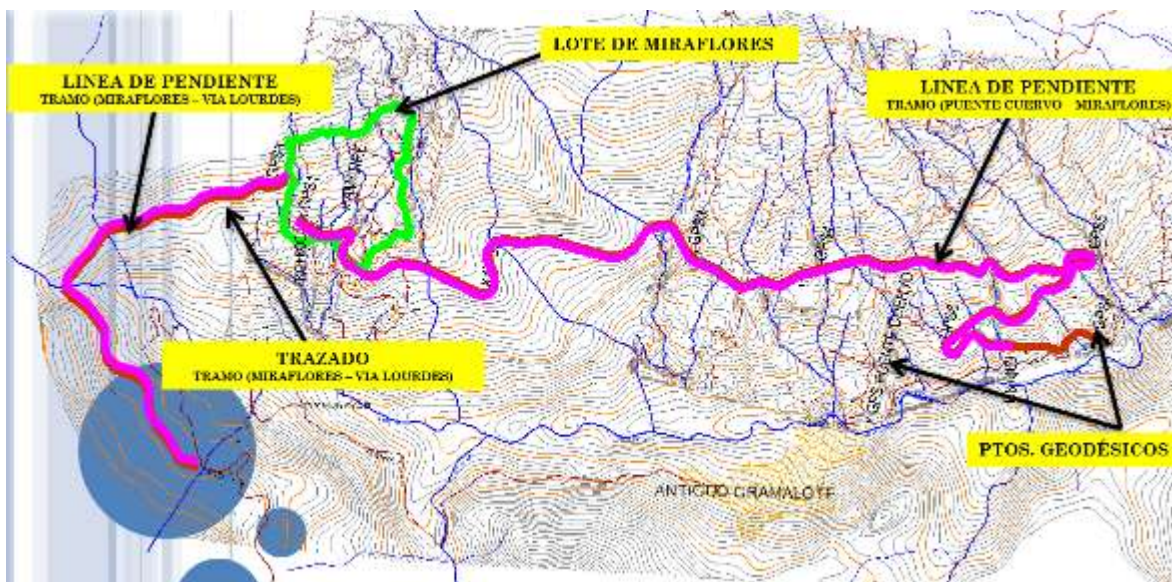 LOTE DE MIRAFLORES
LINEA DE PENDIENTE
TRAMO (MIRAFLORES – VIA LOURDES)
LINEA DE PENDIENTE
TRAMO (PUENTE CUERVO – MIRAFLORES)
TRAZADO
TRAMO (MIRAFLORES – VIA LOURDES)
PTOS. GEODÉSICOS
ANTIGUO GRAMALOTE